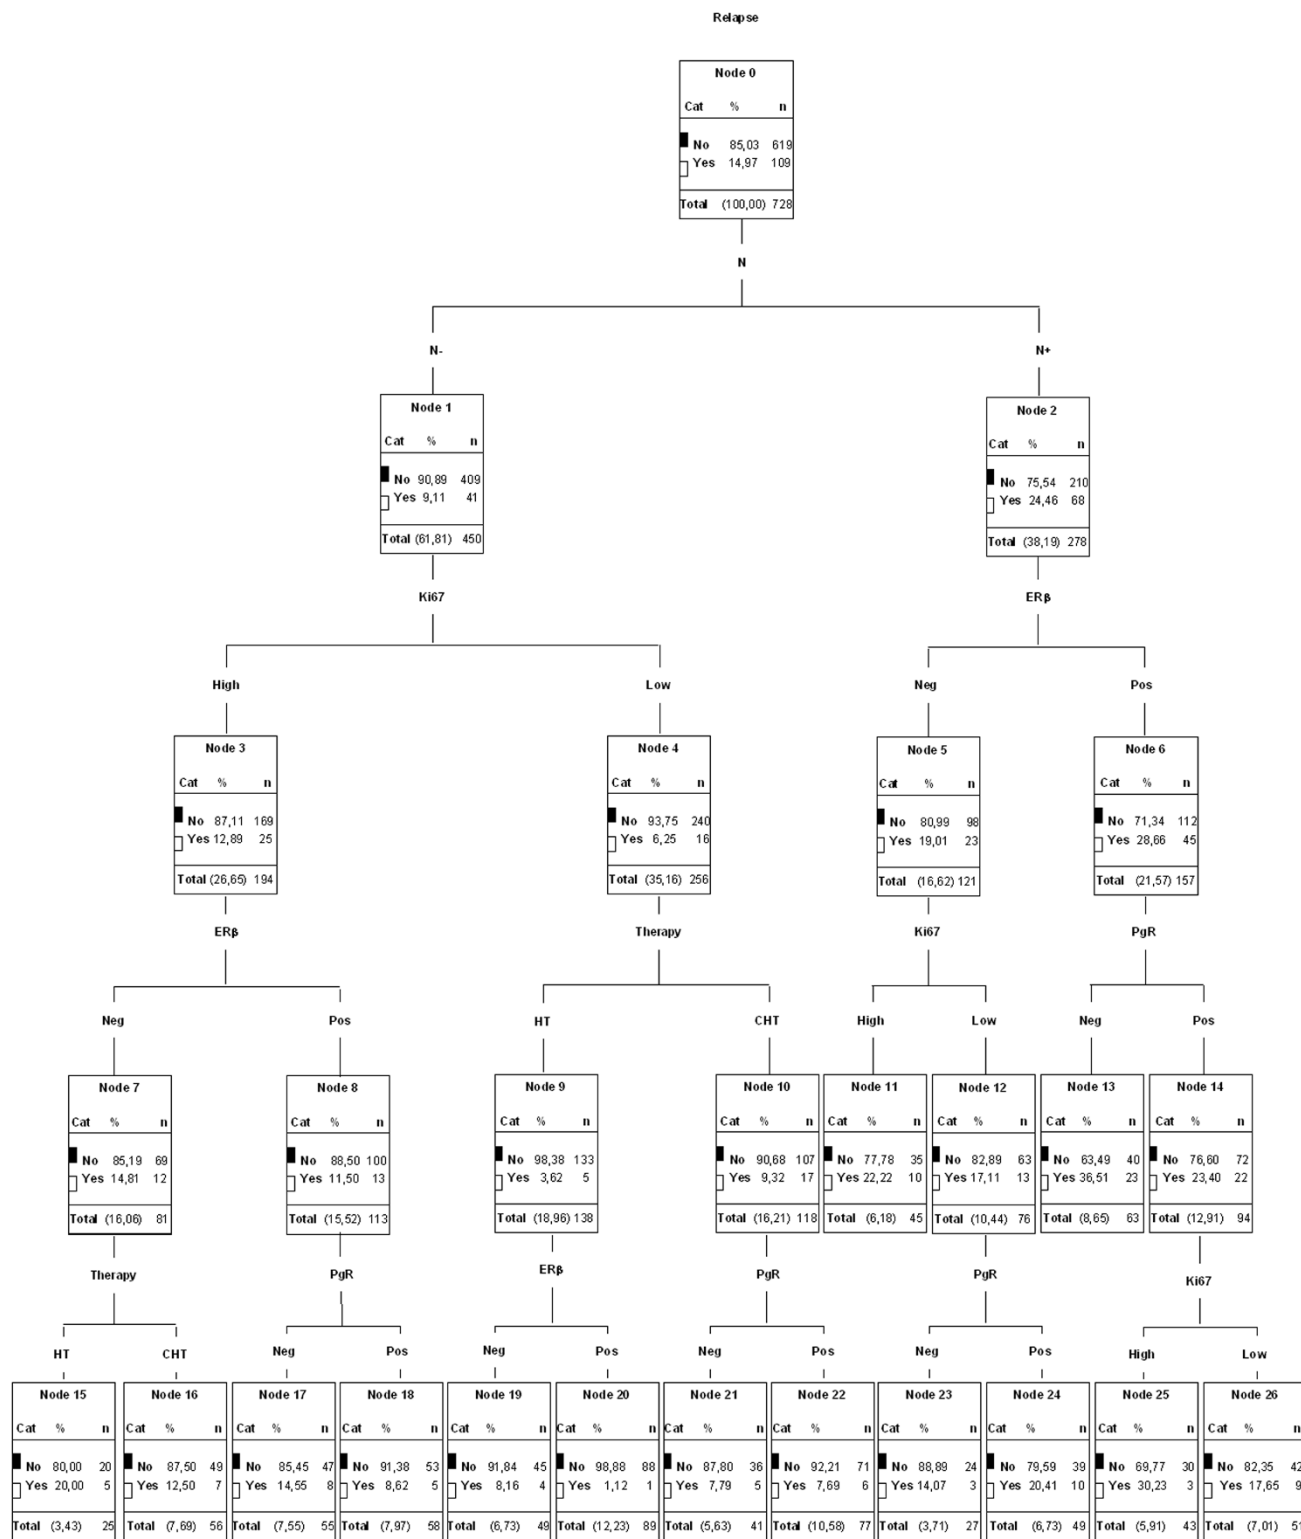 Relapse
Node 0
Cat % n
No 85,03 619
Yes 14,97 109
Total (100,00) 728
N
N-
N+
Node 1
Cat % n
No 90,89 409
Yes 9,11 41
Total (61,81) 450
Node 2
Cat % n
No 75,54 210
Yes 24,46 68
Total (38,19) 278
Ki67
ERβ
High
Low
Neg
Pos
Node 3
Cat % n
No 87,11 169
Yes 12,89 25
Total (26,65) 194
Node 4
Cat % n
No 93,75 240
Yes 6,25 16
Total (35,16) 256
Node 5
Cat % n
No 80,99 98
Yes 19,01 23
Total (16,62) 121
Node 6
Cat % n
No 71,34 112
Yes 28,66 45
Total (21,57) 157
ERβ
Therapy
Ki67
PgR
Neg
Pos
HT
CHT
High
Low
Neg
Pos
Node 7
Cat % n
No 85,19 69
Yes 14,81 12
Total (16,06) 81
Node 8
Cat % n
No 88,50 100
Yes 11,50 13
Total (15,52) 113
Node 9
Cat % n
No 98,38 133
Yes 3,62 5
Total (18,96) 138
Node 10
Cat % n
No 90,68 107
Yes 9,32 17
Total (16,21) 118
Node 11
Cat % n
No 77,78 35
Yes 22,22 10
Total (6,18) 45
Node 12
Cat % n
No 82,89 63
Yes 17,11 13
Total (10,44) 76
Node 13
Cat % n
No 63,49 40
Yes 36,51 23
Total (8,65) 63
Node 14
Cat % n
No 76,60 72
Yes 23,40 22
Total (12,91) 94
Therapy
PgR
ERβ
PgR
PgR
Ki67
HT
CHT
Neg
Pos
Neg
Pos
Neg
Pos
Neg
Pos
High
Low
Node 15
Cat % n
No 80,00 20
Yes 20,00 5
Total (3,43) 25
Node 16
Cat % n
No 87,50 49
Yes 12,50 7
Total (7,69) 56
Node 17
Cat % n
No 85,45 47
Yes 14,55 8
Total (7,55) 55
Node 18
Cat % n
No 91,38 53
Yes 8,62 5
Total (7,97) 58
Node 19
Cat % n
No 91,84 45
Yes 8,16 4
Total (6,73) 49
Node 20
Cat % n
No 98,88 88
Yes 1,12 1
Total (12,23) 89
Node 21
Cat % n
No 87,80 36
Yes 7,79 5
Total (5,63) 41
Node 22
Cat % n
No 92,21 71
Yes 7,69 6
Total (10,58) 77
Node 23
Cat % n
No 88,89 24
Yes 14,07 3
Total (3,71) 27
Node 24
Cat % n
No 79,59 39
Yes 20,41 10
Total (6,73) 49
Node 25
Cat % n
No 69,77 30
Yes 30,23 3
Total (5,91) 43
Node 26
Cat % n
No 82,35 42
Yes 17,65 9
Total (7,01) 51